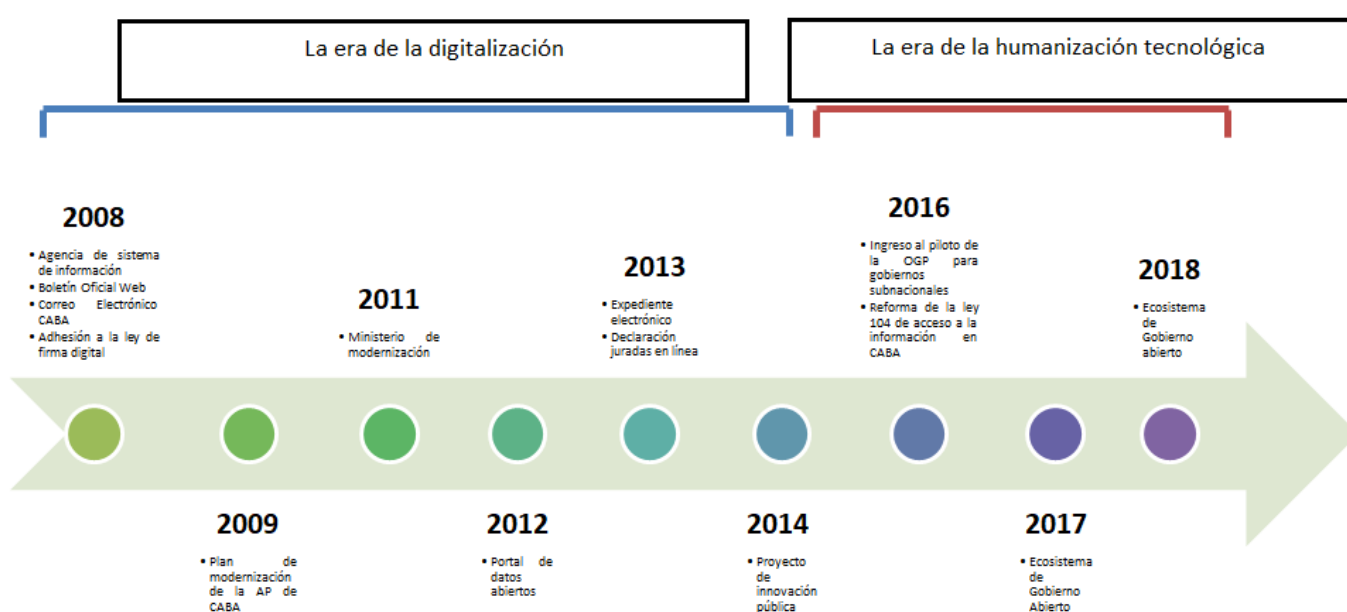 La era de la digitalización
La era de la humanización tecnológica
2008
▪ Agencia de sistema
de información
▪ Boletín Oficial Web
▪ Correo Electrónico
CABA
▪ Adhesión a la ley de
firma digital
2009
▪ Plan de
modernización
de la AP de
CABA
2011
▪ Ministerio de
modernización
2012
▪ Portal de
datos
abiertos
2013
▪ Expediente
electrónico
▪ Declaración
juradas en línea
2014
▪ Proyecto
de
innovación
pública
2016
▪ Ingreso al piloto de
la OGP para
gobiernos
subnacionales
▪ Reforma de la ley
104 de acceso a la
información en
CABA
2017
▪ Ecosistema
de
Gobierno
Abierto
2018
▪ Ecosistema
de
Gobierno
abierto